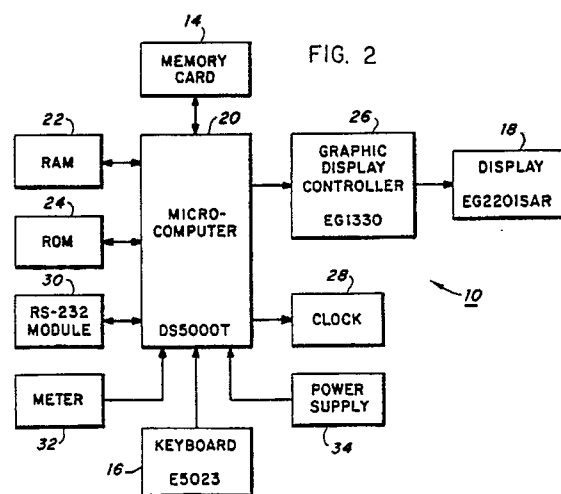 14
FIG. 2
MEMORY
CARD
22
20
26
18
RAM
GRAPHIC
DISPLAY
CONTROLLER
EG1330
DISPLAY
EG2201SAR
24
MICRO-
COMPUTER
ROM
30
28
10
RS-232
MODULE
DS5000T
CLOCK
METER
POWER
SUPPLY
32
KEYBOARD
E5023
34
16